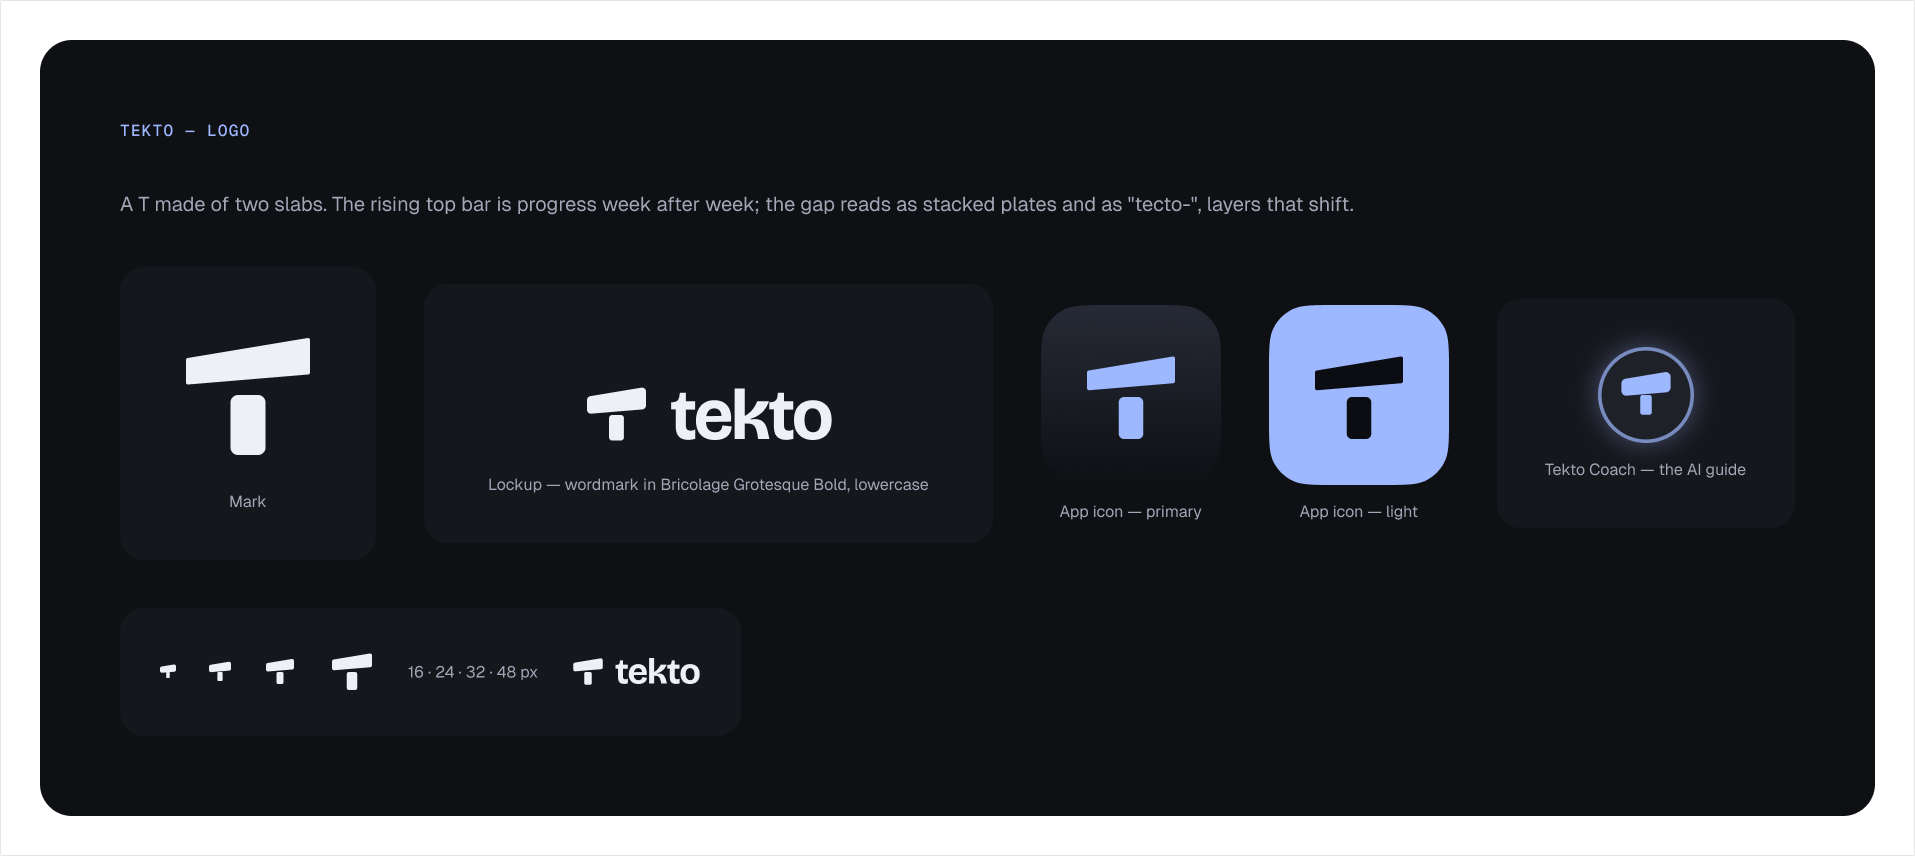 TEKTO — LOGO
A T made of two slabs. The rising top bar is progress week after week; the gap reads as stacked plates and as "tecto-", layers that shift.
Mark
tekto
Lockup — wordmark in Bricolage Grotesque Bold, lowercase
App icon — primary
App icon — light
Tekto Coach — the AI guide
16 · 24 · 32 · 48 px
tekto